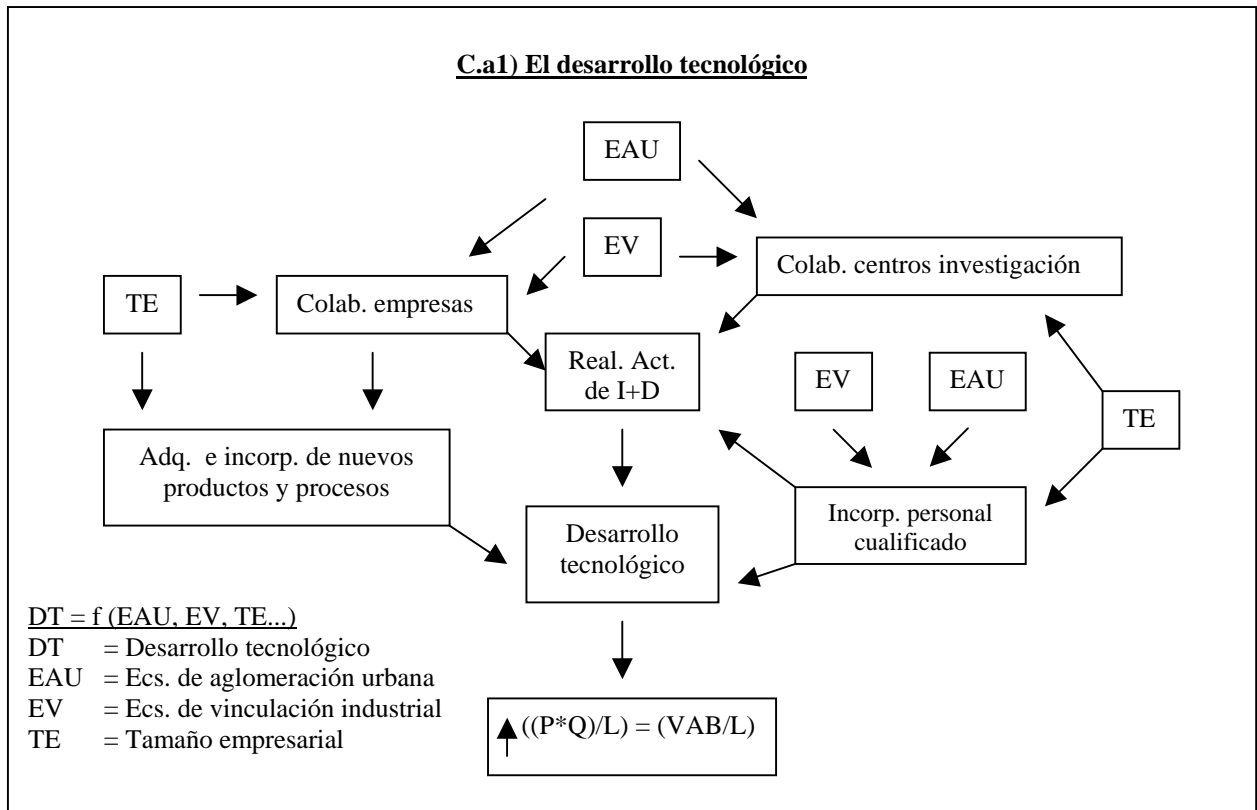 C.a1) El desarrollo tecnológico
EAU
EV
Colab. centros investigación
TE
Colab. empresas
Real. Act.
de I+D
EV
EAU
TE
Adq. e incorp. de nuevos
productos y procesos
Incorp. personal
cualificado
Desarrollo
tecnológico
DT = f (EAU, EV, TE...)
DT = Desarrollo tecnológico
EAU = Ecs. de aglomeración urbana
EV = Ecs. de vinculación industrial
TE = Tamaño empresarial
((P*Q)/L) = (VAB/L)